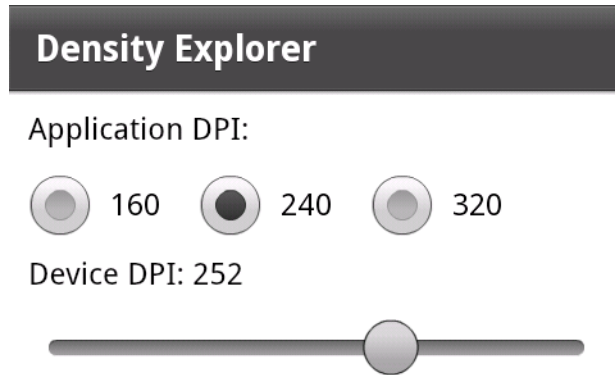 Density Explorer
Application DPI:
160 240 320
Device DPI: 252